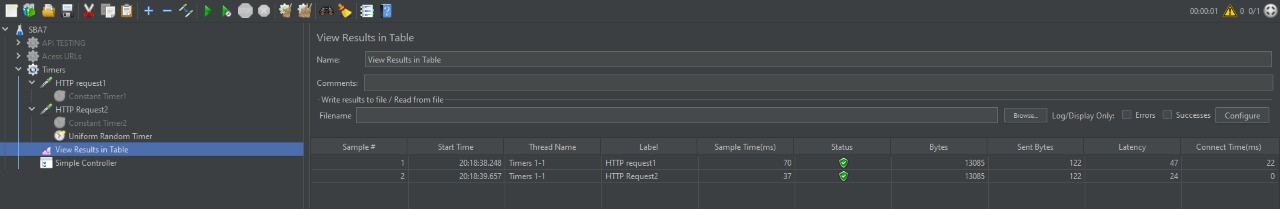 00:00:01 0 0/1
SBA7
API TESTING
Acess URLs
Timers
HTTP request1
Constant Timer1
HTTP Request2
Constant Timer2
Uniform Random Timer
View Results in Table
Simple Controller
View Results in Table
Name: View Results in Table
Comments:
Write results to file / Read from file
Filename Browse... Log/Display Only: Errors Successes Configure
Sample # Start Time Thread Name Label Sample Time(ms) Status Bytes Sent Bytes Latency Connect Time(ms)
1 20:18:38.248 Timers 1-1 HTTP request1 70 13085 122 47 22
2 20:18:39.657 Timers 1-1 HTTP Request2 37 13085 122 24 0